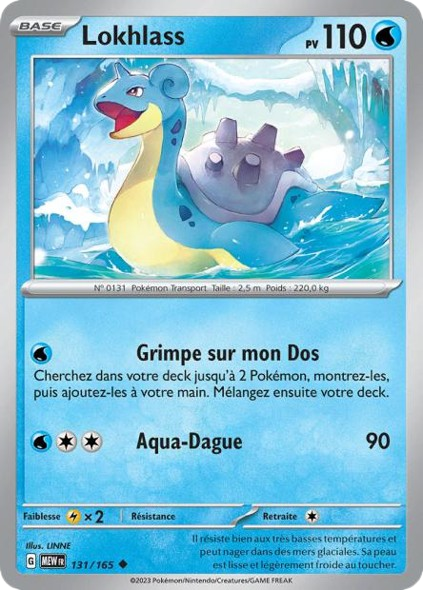 BASE
Lokhlass
PV 110
N° 0131 Pokémon Transport Taille : 2,5 m Poids : 220,0 kg
Grimpe sur mon Dos
Cherchez dans votre deck jusqu'à 2 Pokémon, montrez-les,
puis ajoutez-les à votre main. Mélangez ensuite votre deck.
Aqua-Dague 90
Faiblesse ×2 Résistance Retraite
Illus. LINNE
G MEW FR 131/165
Il résiste bien aux très basses températures et
peut nager dans des mers glaciales. Sa peau
est lisse et légèrement froide au toucher.
©2023 Pokémon/Nintendo/Creatures/GAME FREAK